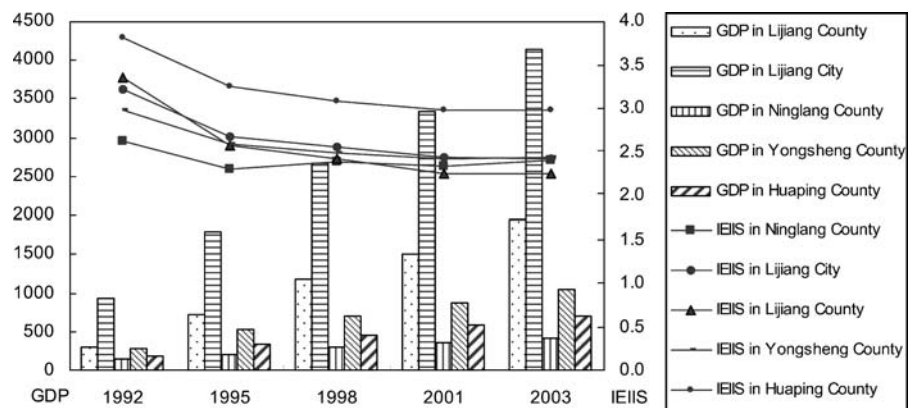 4500
4000
3500
3000
2500
2000
1500
1000
500
0
GDP
1992 1995 1998 2001 2003
4.0
3.5
3.0
2.5
2.0
1.5
1.0
0.5
0.0
IEIIS
GDP in Lijiang County
GDP in Lijiang City
GDP in Ninglang County
GDP in Yongsheng County
GDP in Huaping County
IEIIS in Ninglang County
IEIIS in Lijiang City
IEIIS in Lijiang County
IEIIS in Yongsheng County
IEIIS in Huaping County